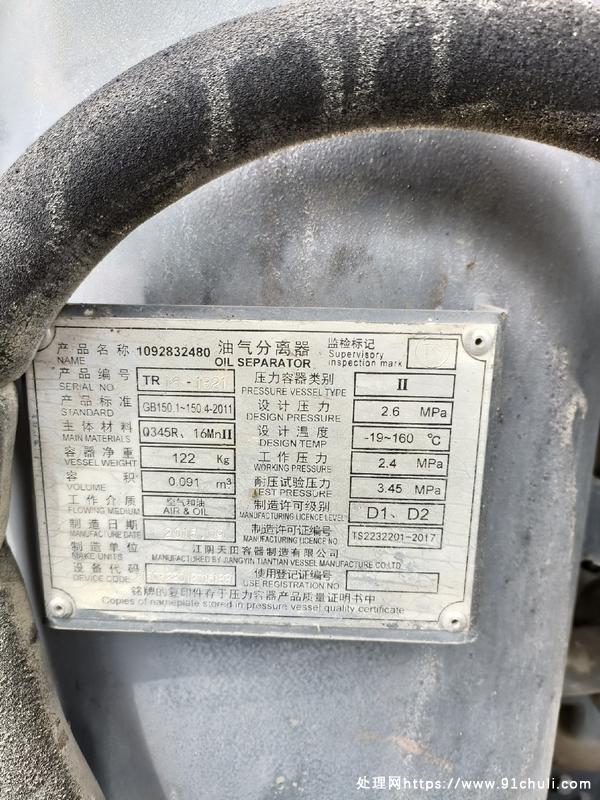 产品名称 1092832480 油气分离器 监检标记
NAME OIL SEPARATOR Supervisory inspection mark
产品编号 TR 压力容器类别 II
SERIAL NO PRESSURE VESSEL TYPE
产品标准 GB150.1~150.4-2011 设计压力 2.6 MPa
STANDARD DESIGN PRESSURE
主体材料 Q345R、16MnII 设计温度 -19~160 ℃
MAIN MATERIALS DESIGN TEMP
容器净重 122 Kg 工作压力 2.4 MPa
VESSEL WEIGHT WORKING PRESSURE
容积 0.091 m³ 耐压试验压力 3.45 MPa
VOLUME TEST PRESSURE
工作介质 空气和油 制造许可级别 D1、D2
FLOWING MEDIUM AIR & OIL MANUFACTURING LICENCE LEVEL
制造日期 制造许可证编号 TS2232201-2017
MANUFACTURE DATE MANUFACTURING LICENCE NO
制造单位 江阴天田容器制造有限公司
MAKE UNITS MANUFACTURED BY JIANGYIN TIANTIAN VESSEL MANUFACTURE CO.LTD
设备代码 使用登记证编号
DEVICE CODE USE REGISTRATION NO
铭牌的复印件存于压力容器产品质量证明书中
Copies of nameplate stored in pressure vessel quality certificate
处理网https://www.91chuli.com